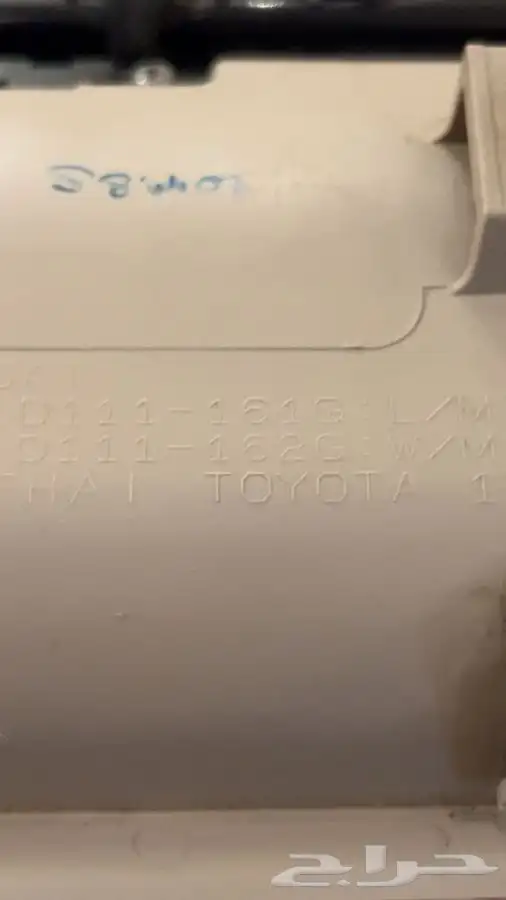 D111-161G:L/M
D111-162G:W/M
THAI TOYOTA 1
حراج